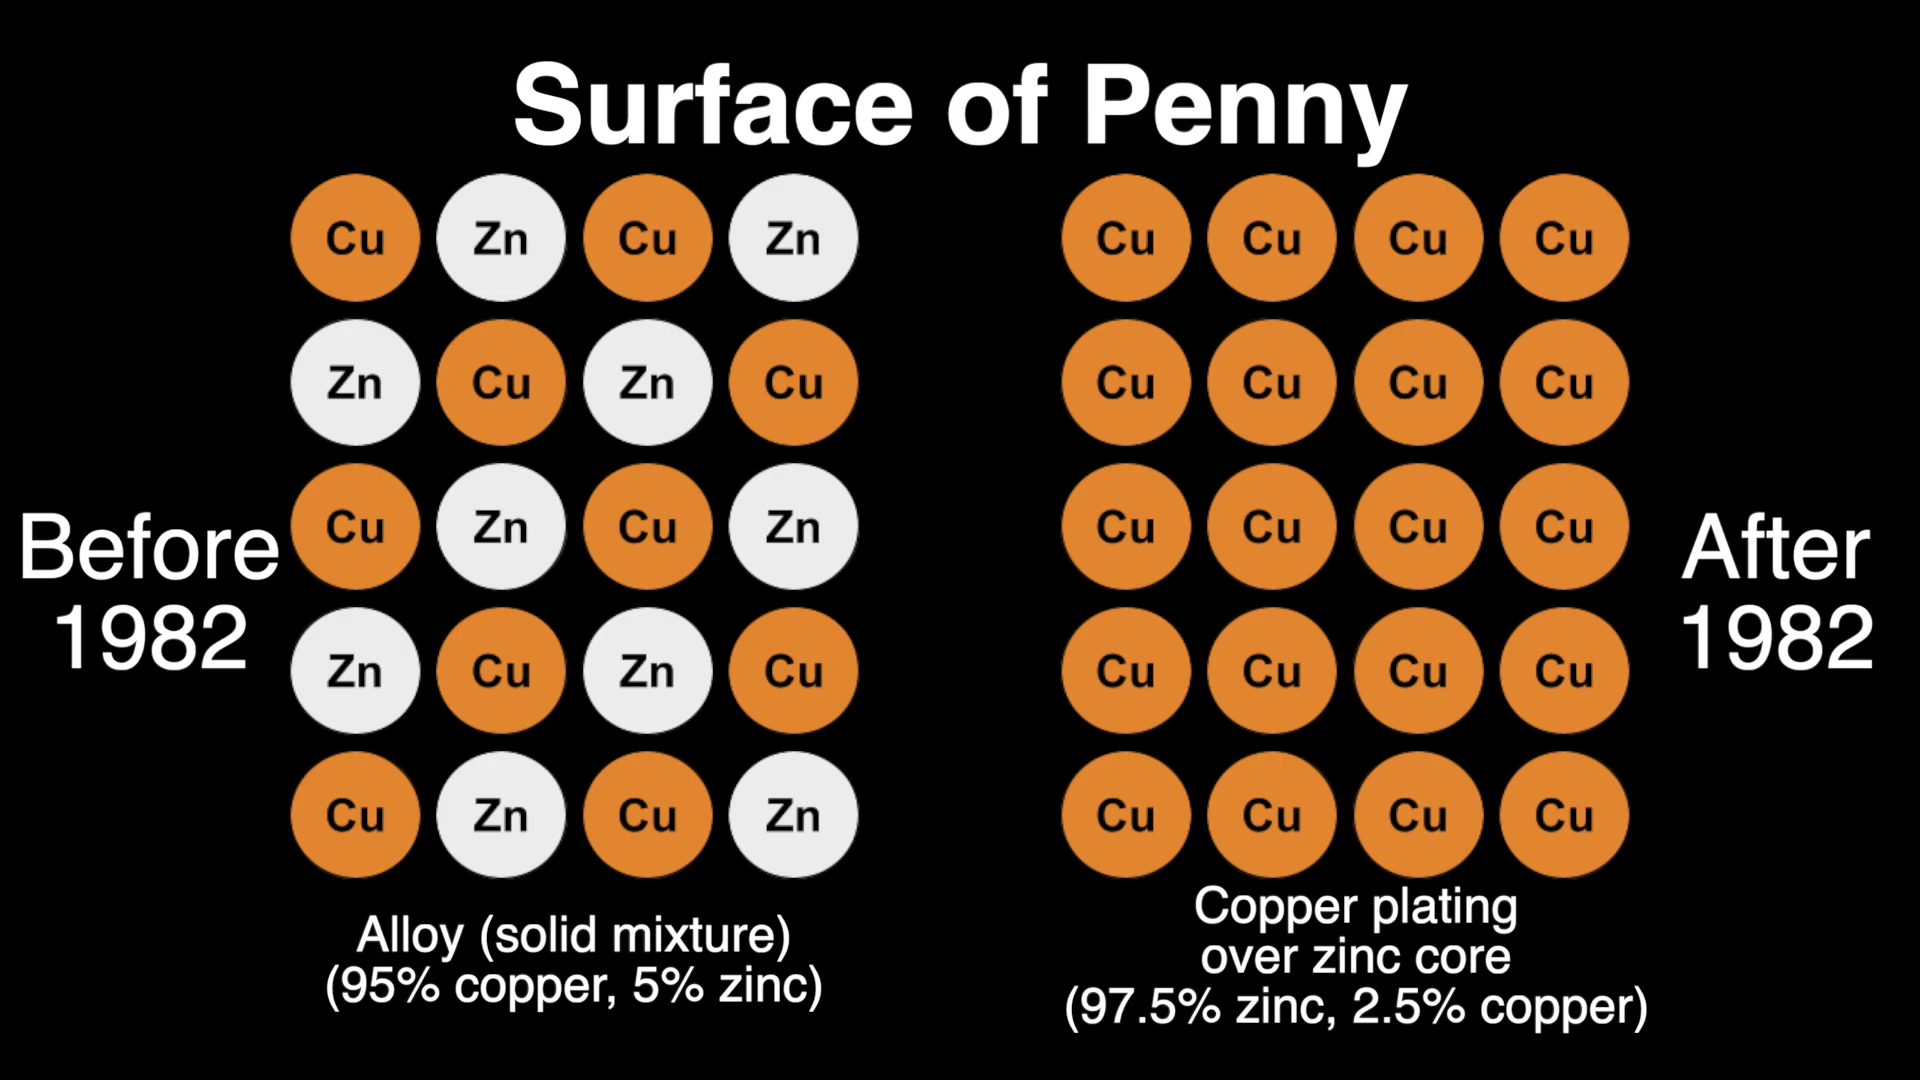 Surface of Penny
Cu Zn Cu Zn
Zn Cu Zn Cu
Cu Zn Cu Zn
Zn Cu Zn Cu
Cu Zn Cu Zn
Before
1982
Alloy (solid mixture)
(95% copper, 5% zinc)
Cu Cu Cu Cu
Cu Cu Cu Cu
Cu Cu Cu Cu
Cu Cu Cu Cu
Cu Cu Cu Cu
After
1982
Copper plating
over zinc core
(97.5% zinc, 2.5% copper)